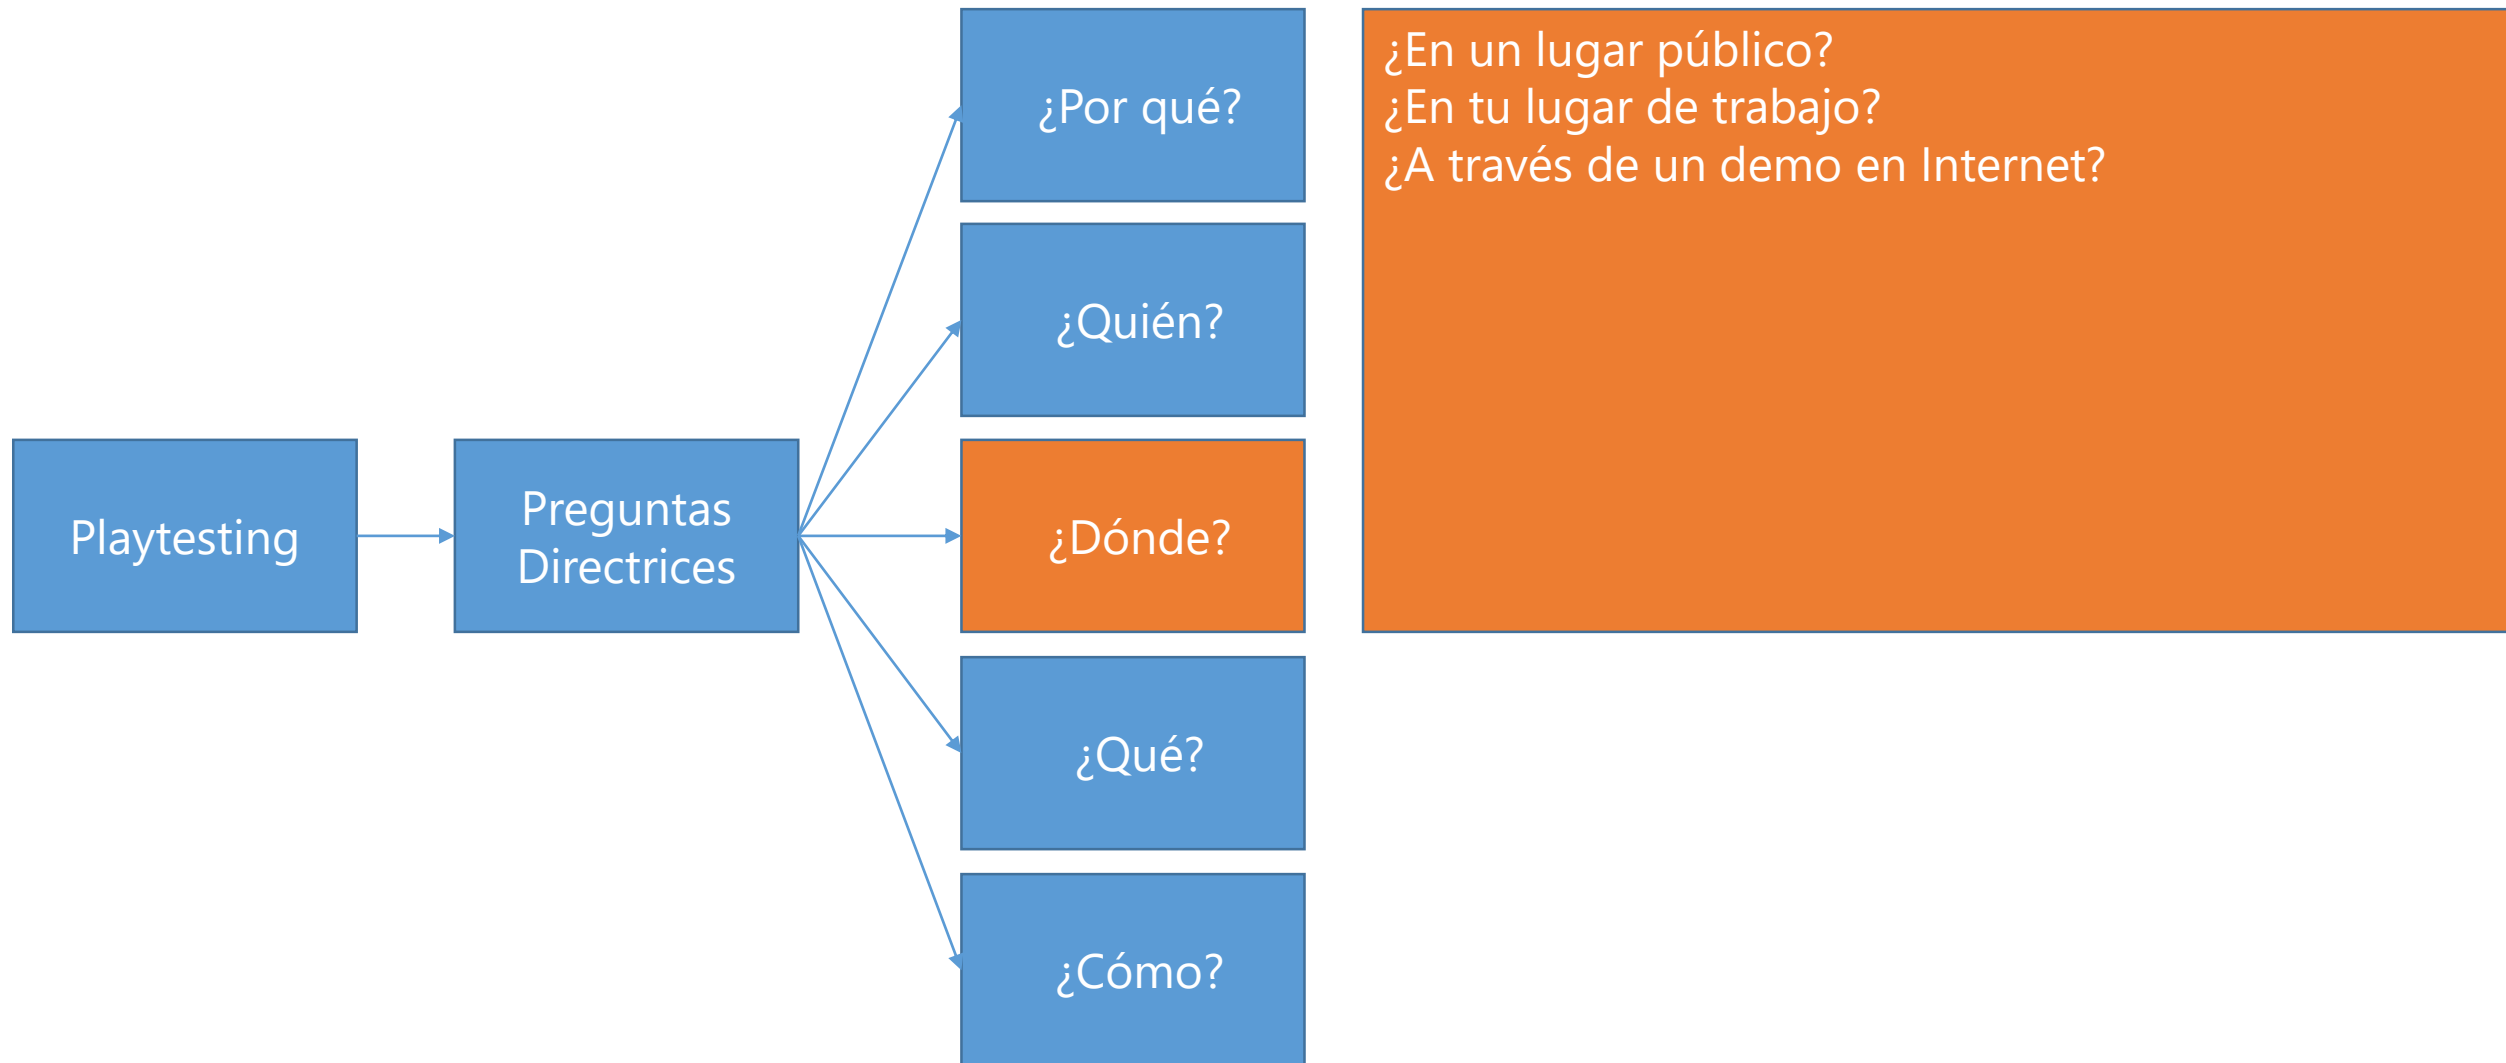 Playtesting
Preguntas
Directrices
¿Por qué?
¿Quién?
¿Dónde?
¿Qué?
¿Cómo?
¿En un lugar público?
¿En tu lugar de trabajo?
¿A través de un demo en Internet?